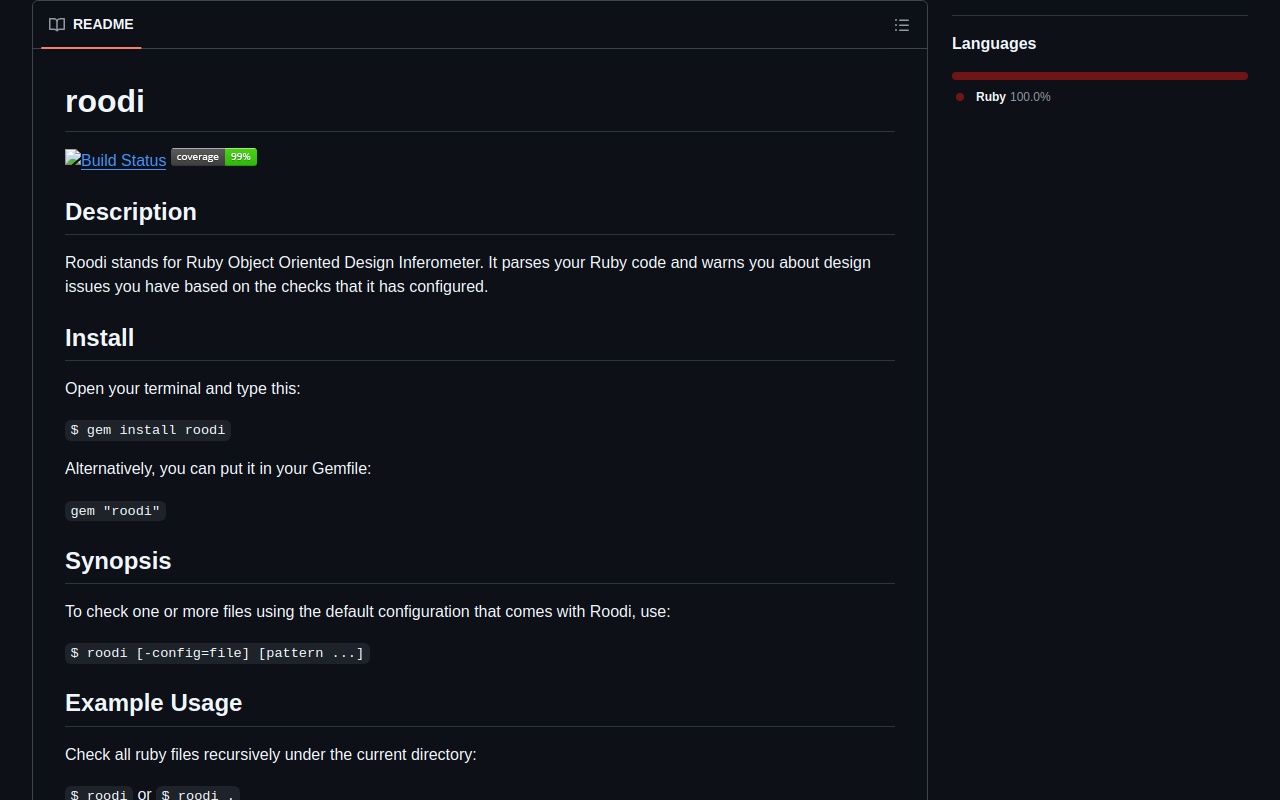 README
Languages
Ruby 100.0%
roodi
Build Status coverage 99%
Description
Roodi stands for Ruby Object Oriented Design Inferometer. It parses your Ruby code and warns you about design
issues you have based on the checks that it has configured.
Install
Open your terminal and type this:
$ gem install roodi
Alternatively, you can put it in your Gemfile:
gem "roodi"
Synopsis
To check one or more files using the default configuration that comes with Roodi, use:
$ roodi [-config=file] [pattern ...]
Example Usage
Check all ruby files recursively under the current directory:
$ roodi or $ roodi .